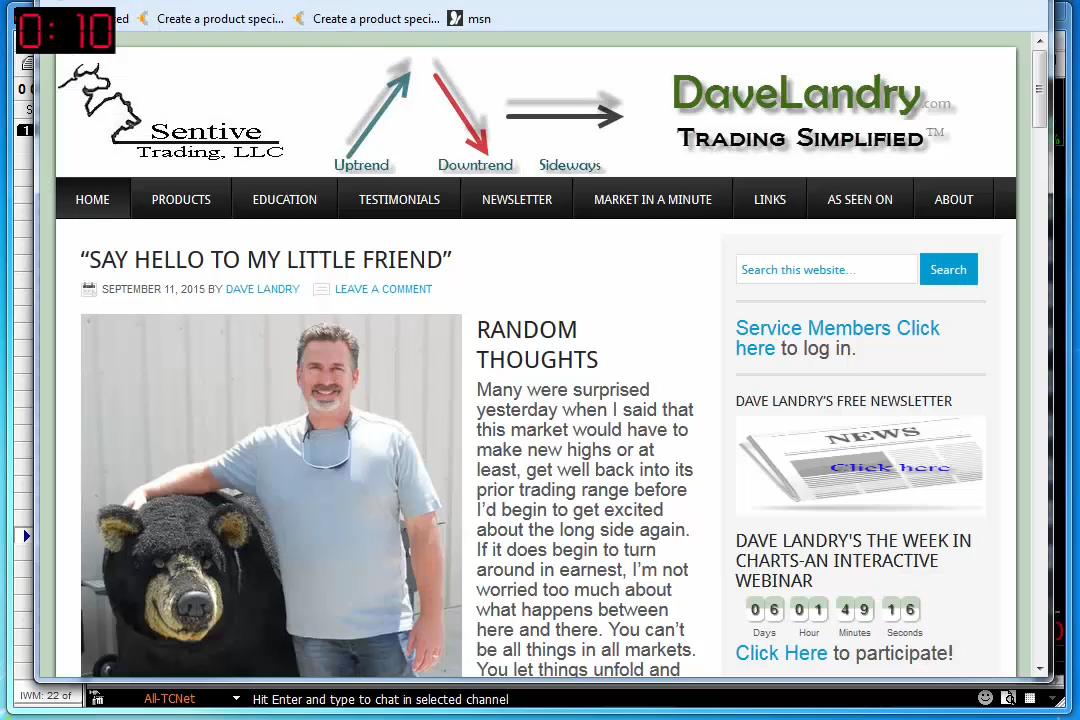 0:10
Create a product speci...
Create a product speci...
msn
Sentive
Trading, LLC
Uptrend
Downtrend
Sideways
DaveLandry.com
TRADING SIMPLIFIED™
HOME
PRODUCTS
EDUCATION
TESTIMONIALS
NEWSLETTER
MARKET IN A MINUTE
LINKS
AS SEEN ON
ABOUT
“SAY HELLO TO MY LITTLE FRIEND”
SEPTEMBER 11, 2015 BY DAVE LANDRY
LEAVE A COMMENT
RANDOM
THOUGHTS
Many were surprised
yesterday when I said that
this market would have to
make new highs or at
least, get well back into its
prior trading range before
I’d begin to get excited
about the long side again.
If it does begin to turn
around in earnest, I’m not
worried too much about
what happens between
here and there. You can’t
be all things in all markets.
You let things unfold and
Search this website…
Search
Service Members Click
here to log in.
DAVE LANDRY’S FREE NEWSLETTER
NEWS
Click here
DAVE LANDRY'S THE WEEK IN
CHARTS-AN INTERACTIVE
WEBINAR
06 01 49 16
Days Hour Minutes Seconds
Click Here to participate!
IWM: 22 of
All-TCNet
Hit Enter and type to chat in selected channel